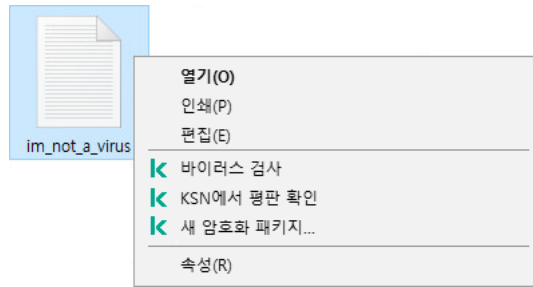 im_not_a_virus
열기(O)
인쇄(P)
편집(E)
바이러스 검사
KSN에서 평판 확인
새 암호화 패키지...
속성(R)